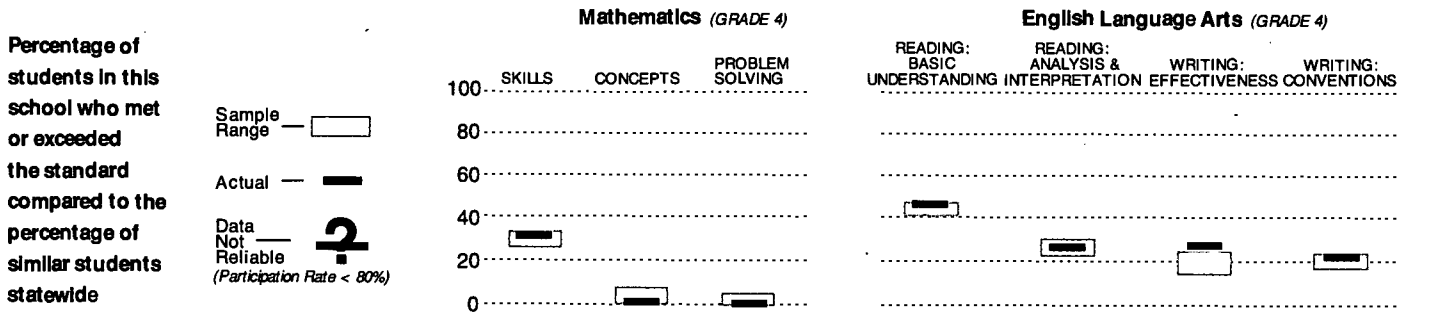 Percentage of
students in this
school who met
or exceeded
the standard
compared to the
percentage of
similar students
statewide
Sample
Range
Actual
Data
Not
Reliable
(Participation Rate < 80%)
?
Mathematics (GRADE 4)
SKILLS
CONCEPTS
PROBLEM
SOLVING
100
80
60
40
20
0
English Language Arts (GRADE 4)
READING:
BASIC
UNDERSTANDING
READING:
ANALYSIS &
INTERPRETATION
WRITING:
EFFECTIVENESS
WRITING:
CONVENTIONS